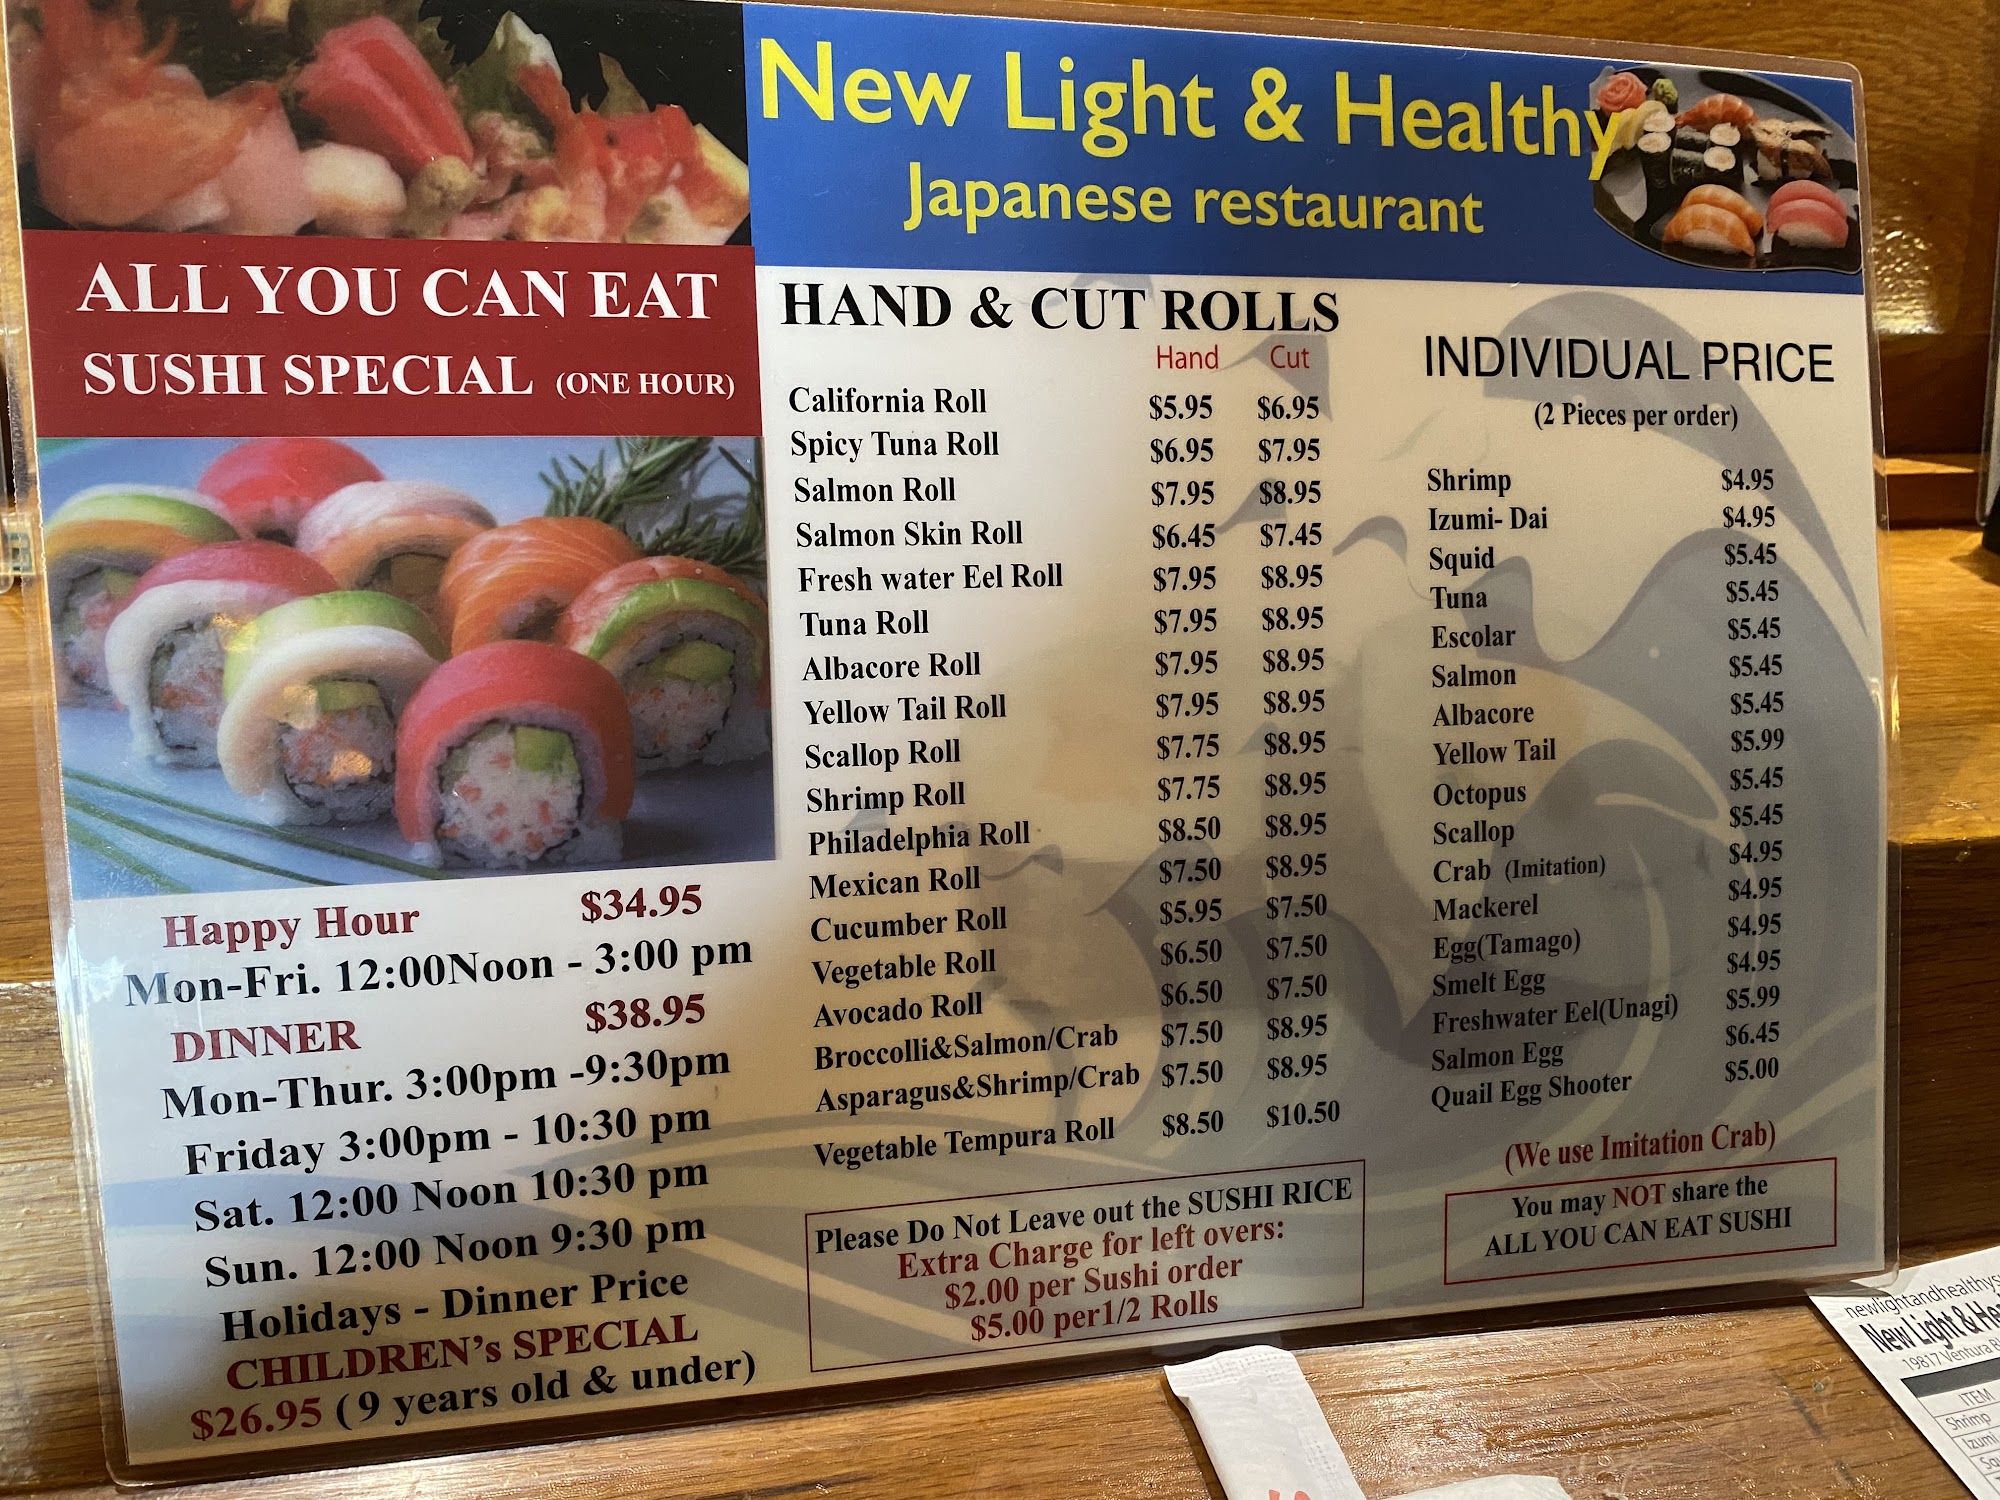 New Light & Healthy
Japanese restaurant
ALL YOU CAN EAT
SUSHI SPECIAL (ONE HOUR)
Happy Hour $34.95
Mon-Fri. 12:00Noon - 3:00 pm
DINNER $38.95
Mon-Thur. 3:00pm -9:30pm
Friday 3:00pm - 10:30 pm
Sat. 12:00 Noon 10:30 pm
Sun. 12:00 Noon 9:30 pm
Holidays - Dinner Price
CHILDREN's SPECIAL
$26.95 ( 9 years old & under)
HAND & CUT ROLLS
Hand Cut
California Roll $5.95 $6.95
Spicy Tuna Roll $6.95 $7.95
Salmon Roll $7.95 $8.95
Salmon Skin Roll $6.45 $7.45
Fresh water Eel Roll $7.95 $8.95
Tuna Roll $7.95 $8.95
Albacore Roll $7.95 $8.95
Yellow Tail Roll $7.95 $8.95
Scallop Roll $7.75 $8.95
Shrimp Roll $7.75 $8.95
Philadelphia Roll $8.50 $8.95
Mexican Roll $7.50 $8.95
Cucumber Roll $5.95 $7.50
Vegetable Roll $6.50 $7.50
Avocado Roll $6.50 $7.50
Broccolli&Salmon/Crab $7.50 $8.95
Asparagus&Shrimp/Crab $7.50 $8.95
Vegetable Tempura Roll $8.50 $10.50
Please Do Not Leave out the SUSHI RICE
Extra Charge for left overs:
$2.00 per Sushi order
$5.00 per1/2 Rolls
INDIVIDUAL PRICE
(2 Pieces per order)
Shrimp $4.95
Izumi- Dai $4.95
Squid $5.45
Tuna $5.45
Escolar $5.45
Salmon $5.45
Albacore $5.45
Yellow Tail $5.99
Octopus $5.45
Scallop $5.45
Crab (Imitation) $4.95
Mackerel $4.95
Egg(Tamago) $4.95
Smelt Egg $4.95
Freshwater Eel(Unagi) $5.99
Salmon Egg $6.45
Quail Egg Shooter $5.00
(We use Imitation Crab)
You may NOT share the
ALL YOU CAN EAT SUSHI
newlightandhealthys
New Light & He
19817 Ventura B
ITEM
Shrimp
Izumi